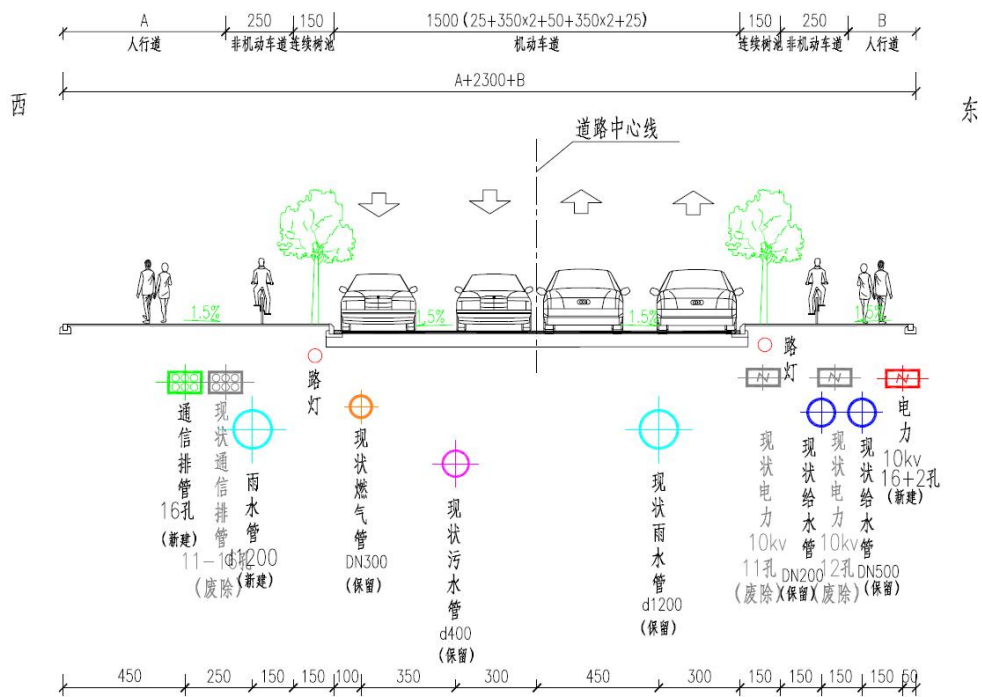 A 250 150 1500 (25+350x2+50+350x2+25) 150 250 B
人行道 非机动车道 连续树池 机动车道 连续树池 非机动车道 人行道
A+2300+B
西
东
道路中心线
1.5%
1.5%
1.5%
1.5%
路灯
路灯
通信排管
16孔
(新建)
现状通信排管
11-16孔
(废除)
雨水管
d1200
(新建)
现状燃气管
DN300
(保留)
现状污水管
d400
(保留)
现状雨水管
d1200
(保留)
现状电力
10kv
11孔
(废除)
现状给水管
DN200
(保留)
现状电力
10kv
12孔
(废除)
现状给水管
DN500
(保留)
电力
10kv
16+2孔
(新建)
450 250 150 150 100 350 300 450 300 150 150 150 50